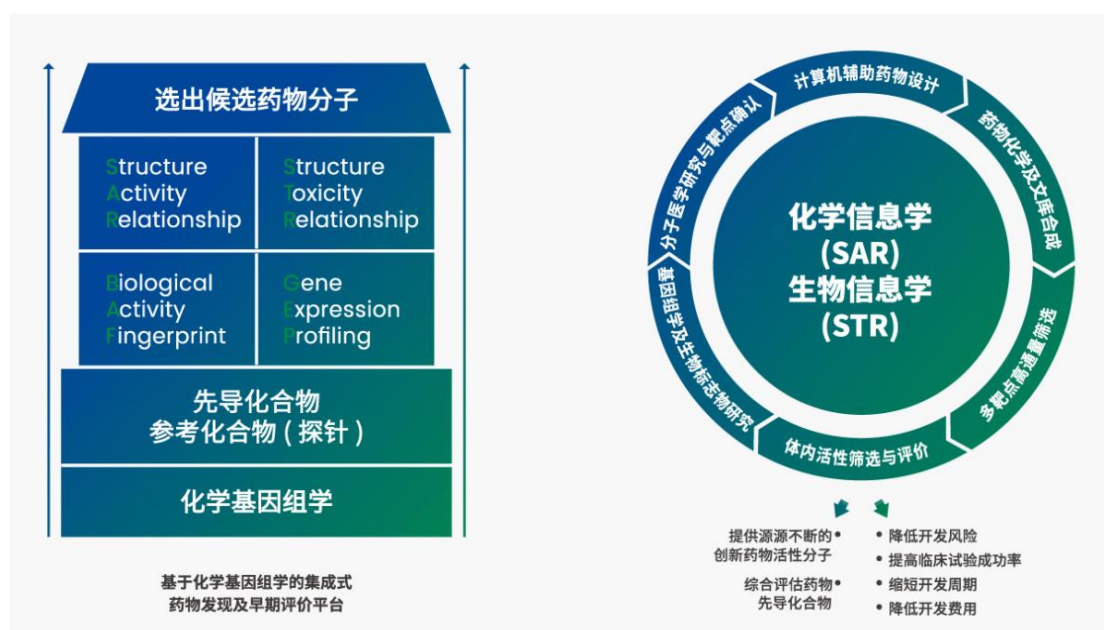 选出候选药物分子
Structure
Activity
Relationship
Structure
Toxicity
Relationship
Biological
Activity
Fingerprint
Gene
Expression
Profiling
先导化合物
参考化合物 ( 探针 )
化学基因组学
基于化学基因组学的集成式
药物发现及早期评价平台
计算机辅助药物设计
药物化学及文库合成
多靶点高通量筛选
体内活性筛选与评价
基因组学及生物标志物研究
分子医学研究与靶点确认
化学信息学
(SAR)
生物信息学
(STR)
提供源源不断的•
创新药物活性分子
综合评估药物•
先导化合物
• 降低开发风险
• 提高临床试验成功率
• 缩短开发周期
• 降低开发费用